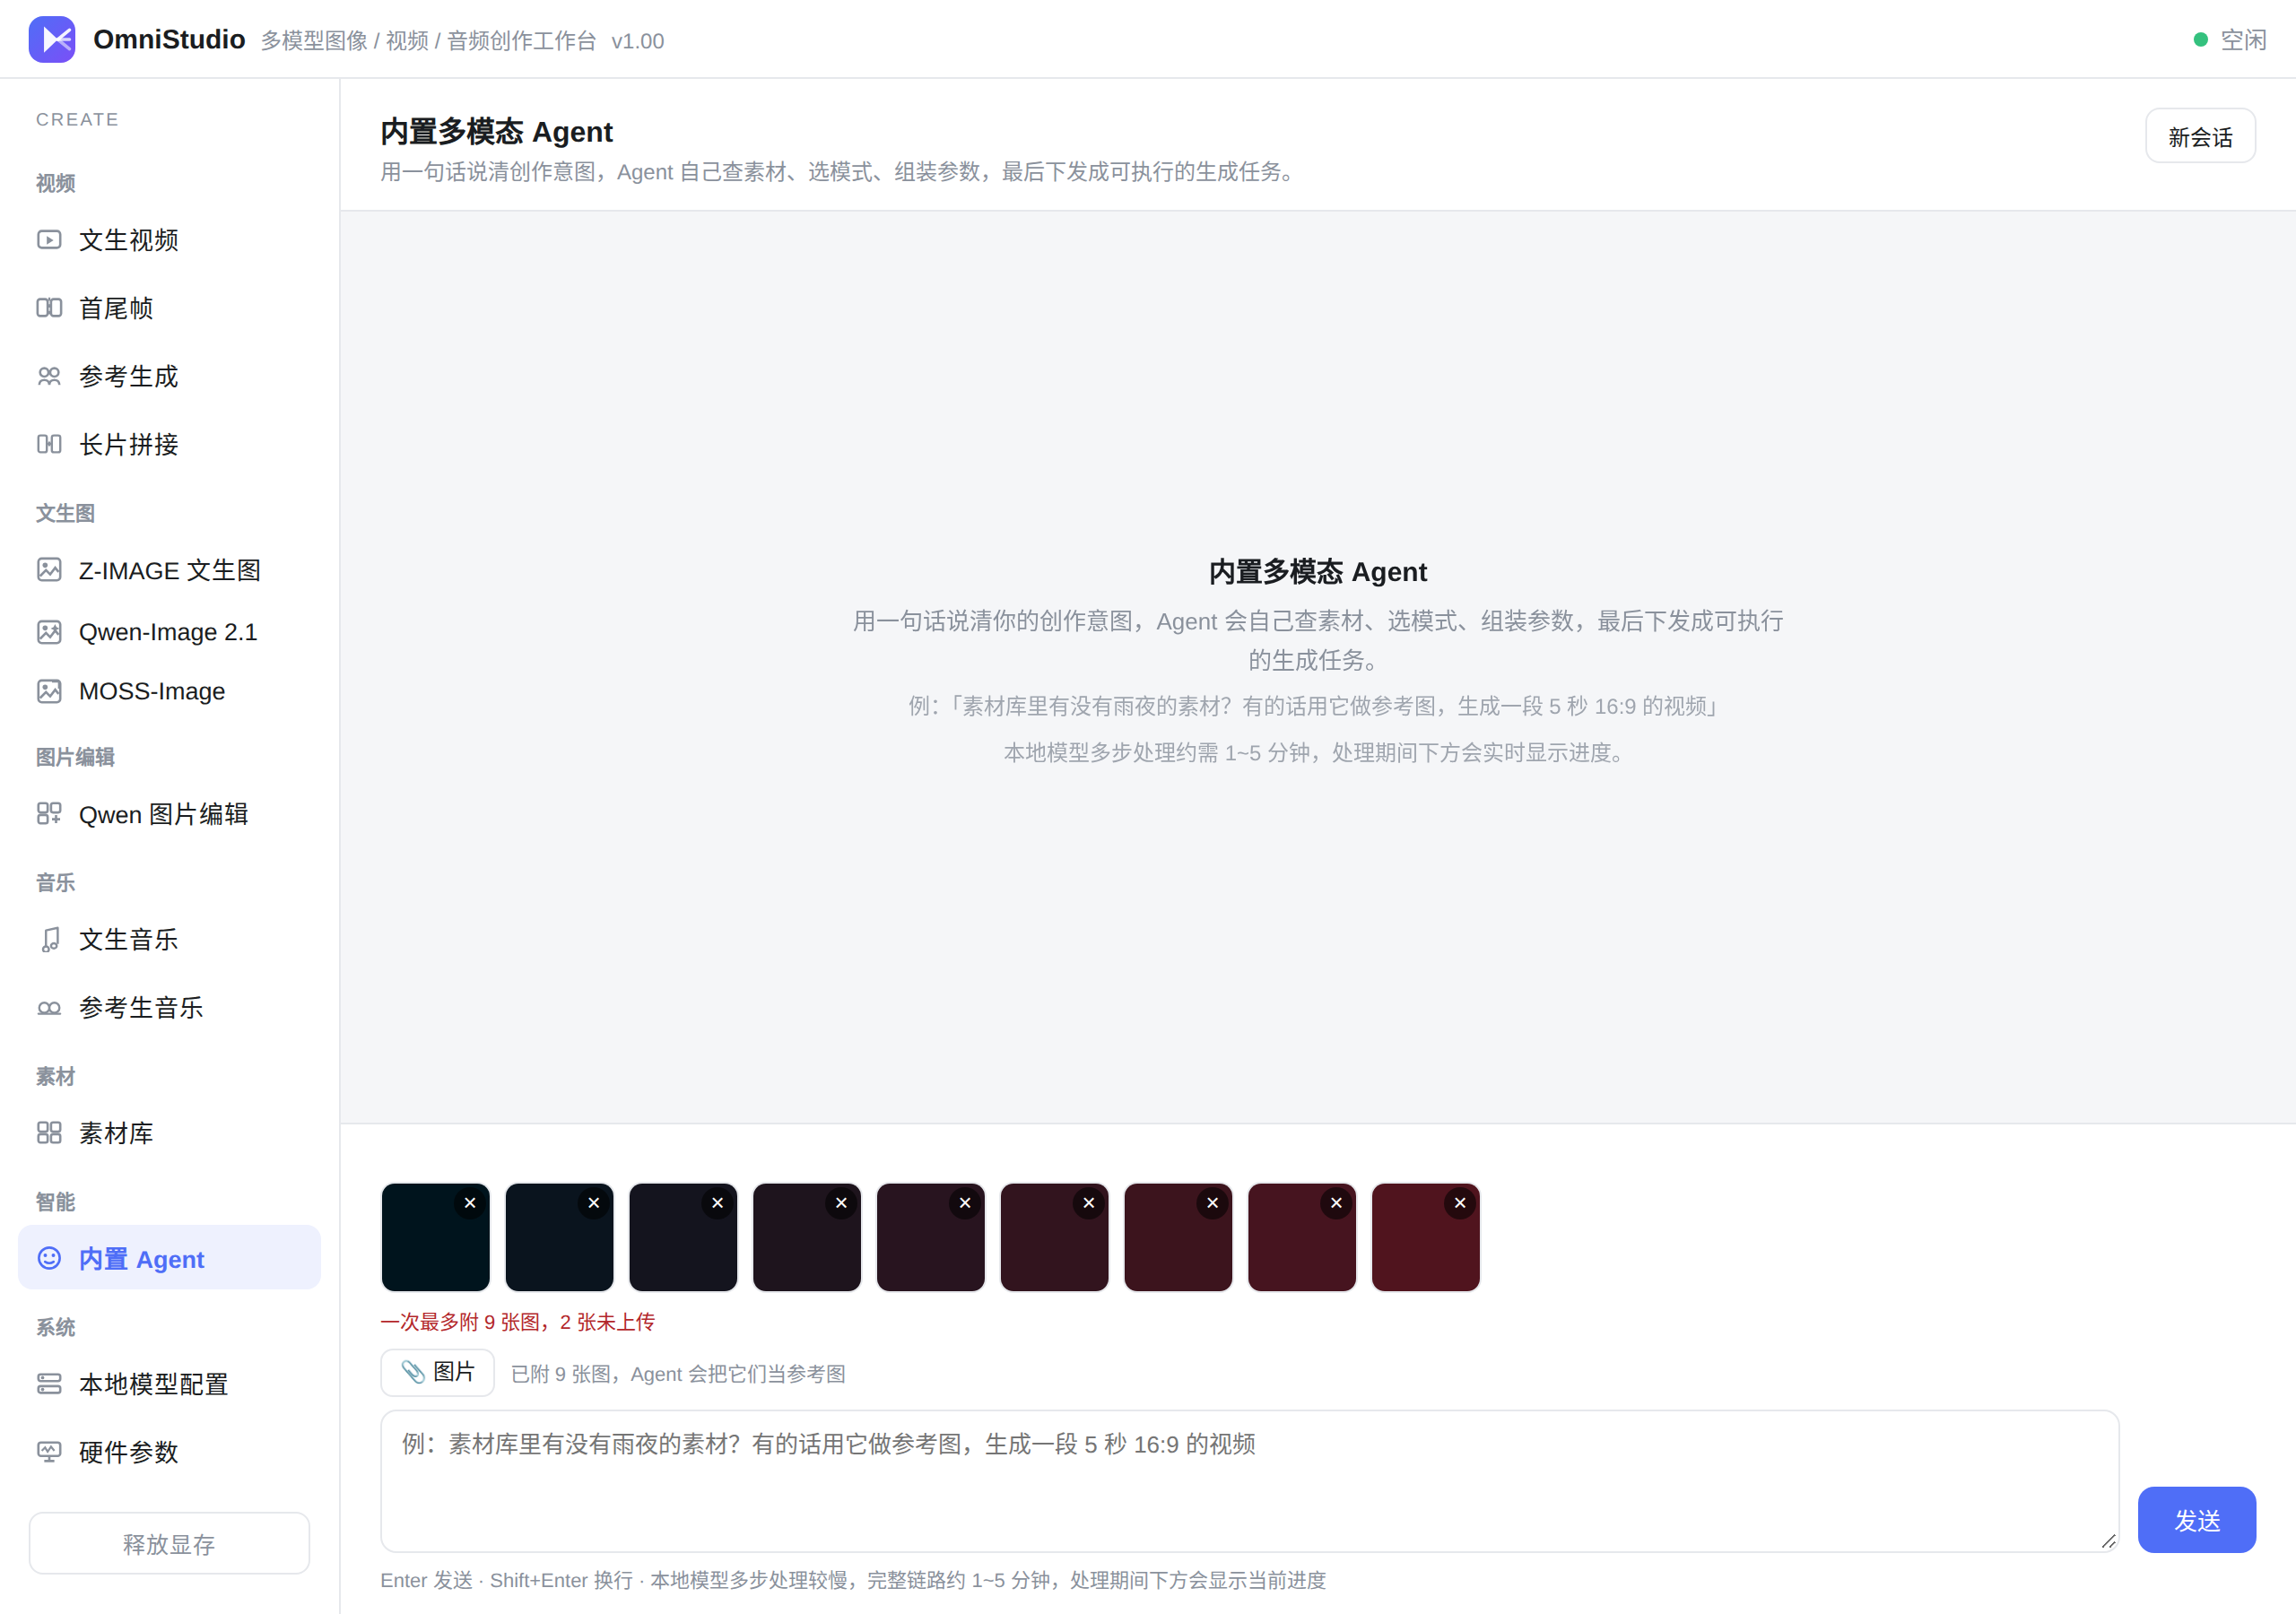 OmniStudio 多模型图像 / 视频 / 音频创作工作台 v1.00
空闲
CREATE
视频
文生视频
首尾帧
参考生成
长片拼接
文生图
Z-IMAGE 文生图
Qwen-Image 2.1
MOSS-Image
图片编辑
Qwen 图片编辑
音乐
文生音乐
参考生音乐
素材
素材库
智能
内置 Agent
系统
本地模型配置
硬件参数
释放显存
内置多模态 Agent
用一句话说清创作意图，Agent 自己查素材、选模式、组装参数，最后下发成可执行的生成任务。
新会话
内置多模态 Agent
用一句话说清你的创作意图，Agent 会自己查素材、选模式、组装参数，最后下发成可执行
的生成任务。
例：「素材库里有没有雨夜的素材？有的话用它做参考图，生成一段 5 秒 16:9 的视频」
本地模型多步处理约需 1~5 分钟，处理期间下方会实时显示进度。
一次最多附 9 张图，2 张未上传
📎 图片
已附 9 张图，Agent 会把它们当参考图
例：素材库里有没有雨夜的素材？有的话用它做参考图，生成一段 5 秒 16:9 的视频
发送
Enter 发送 · Shift+Enter 换行 · 本地模型多步处理较慢，完整链路约 1~5 分钟，处理期间下方会显示当前进度